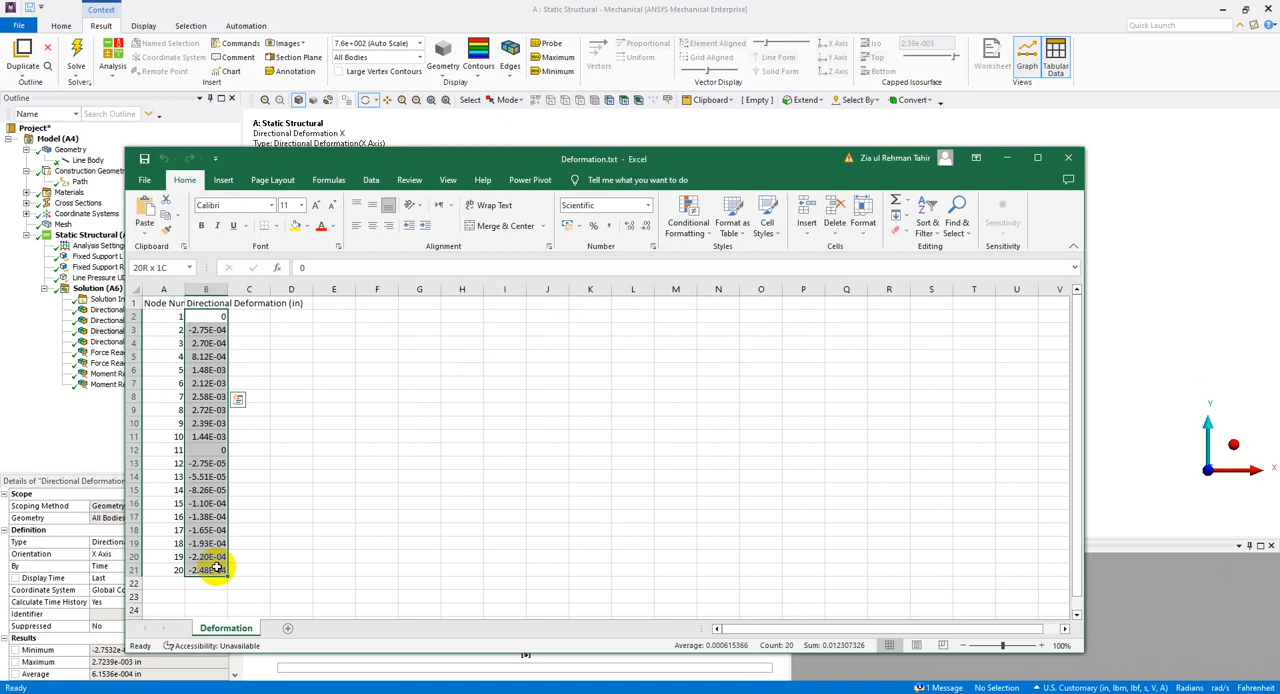 Context
A : Static Structural - Mechanical [ANSYS Mechanical Enterprise]
File Home Result Display Selection Automation
Quick Launch
Duplicate
Outline
Solve
Solver
Analysis
Named Selection
Coordinate System
Remote Point
Commands
Comment
Chart
Images
Section Plane
Annotation
Insert
7.6e+002 (Auto Scale)
All Bodies
Large Vertex Contours
Geometry
Contours
Edges
Display
Probe
Maximum
Minimum
Vectors
Proportional
Uniform
Element Aligned
Grid Aligned
Line Form
Solid Form
Vector Display
X Axis
Y Axis
Z Axis
Iso
Top
Bottom
2.39e-003
Capped Isosurface
Worksheet
Graph
Tabular
Data
Views
Outline
Name
Search Outline
Select Mode
Clipboard [ Empty ] Extend Select By Convert
Project*
Model (A4)
Geometry
Line Body
Construction Geometry
Path
Materials
Cross Sections
Coordinate Systems
Mesh
Static Structural (A
Analysis Settings
Fixed Support L
Fixed Support R
Line Pressure UD
Solution (A6)
Solution In
Directional
Directional
Directional
Directional
Force Rea
Force Rea
Moment R
Moment R
A: Static Structural
Directional Deformation X
Type: Directional Deformation(X Axis)
Deformation.txt - Excel
Zia ul Rehman Tahir
File Home Insert Page Layout Formulas Data Review View Help Power Pivot Tell me what you want to do
Paste
Clipboard
Calibri 11
B I U
Font
Wrap Text
Merge & Center
Alignment
Scientific
Number
Conditional
Formatting
Format as
Table
Cell
Styles
Styles
Insert
Delete
Format
Cells
Sort &
Filter
Find &
Select
Editing
Sensitivity
Sensitivity
20R x 1C
fx 0
A B C D E F G H I J K L M N O P Q R S T U V
1 Node Num Directional Deformation (in)
2 1 0
3 2 -2.75E-04
4 3 2.70E-04
5 4 8.12E-04
6 5 1.48E-03
7 6 2.12E-03
8 7 2.58E-03
9 8 2.72E-03
10 9 2.39E-03
11 10 1.44E-03
12 11 0
13 12 -2.75E-05
14 13 -5.51E-05
15 14 -8.26E-05
16 15 -1.10E-04
17 16 -1.38E-04
18 17 -1.65E-04
19 18 -1.93E-04
20 19 -2.20E-04
21 20 -2.48E-04
22
23
24
Deformation
Ready Accessibility: Unavailable Average: 0.000615366 Count: 20 Sum: 0.012307326 100%
Details of "Directional Deformation
Scope
Scoping Method Geometry
Geometry All Bodies
Definition
Type Directio
Orientation X Axis
By Time
Display Time Last
Coordinate System Global Co
Calculate Time History Yes
Identifier
Suppressed No
Results
Minimum -2.7532e
Maximum 2.7239e-003 in
Average 6.1536e-004 in
[s]
Y
X
1 Message No Selection U.S. Customary (in, lbm, lbf, s, V, A) Radians rad/s Fahrenheit